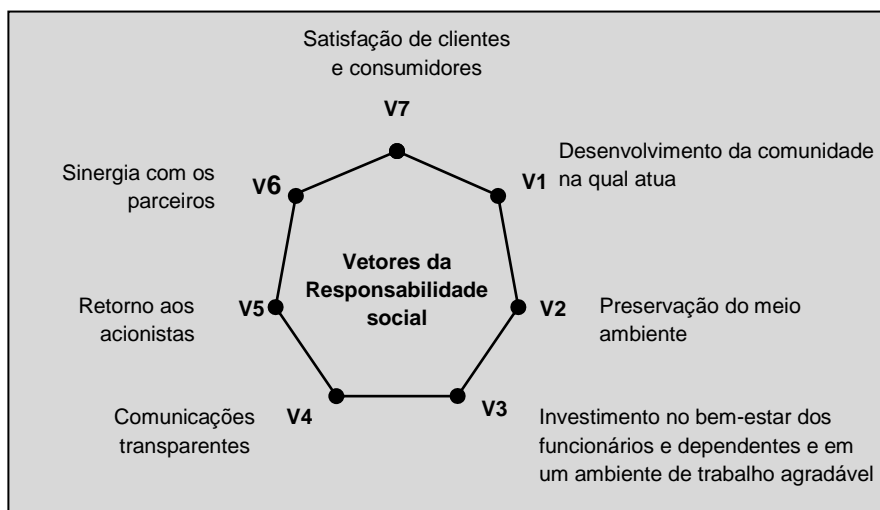 Satisfação de clientes
e consumidores
V7
Desenvolvimento da comunidade
na qual atua
V1
Sinergia com os
parceiros
V6
Vetores da
Responsabilidade
social
Retorno aos
acionistas
V5
V2
Preservação do meio
ambiente
Comunicações
transparentes
V4
V3
Investimento no bem-estar dos
funcionários e dependentes e em
um ambiente de trabalho agradável